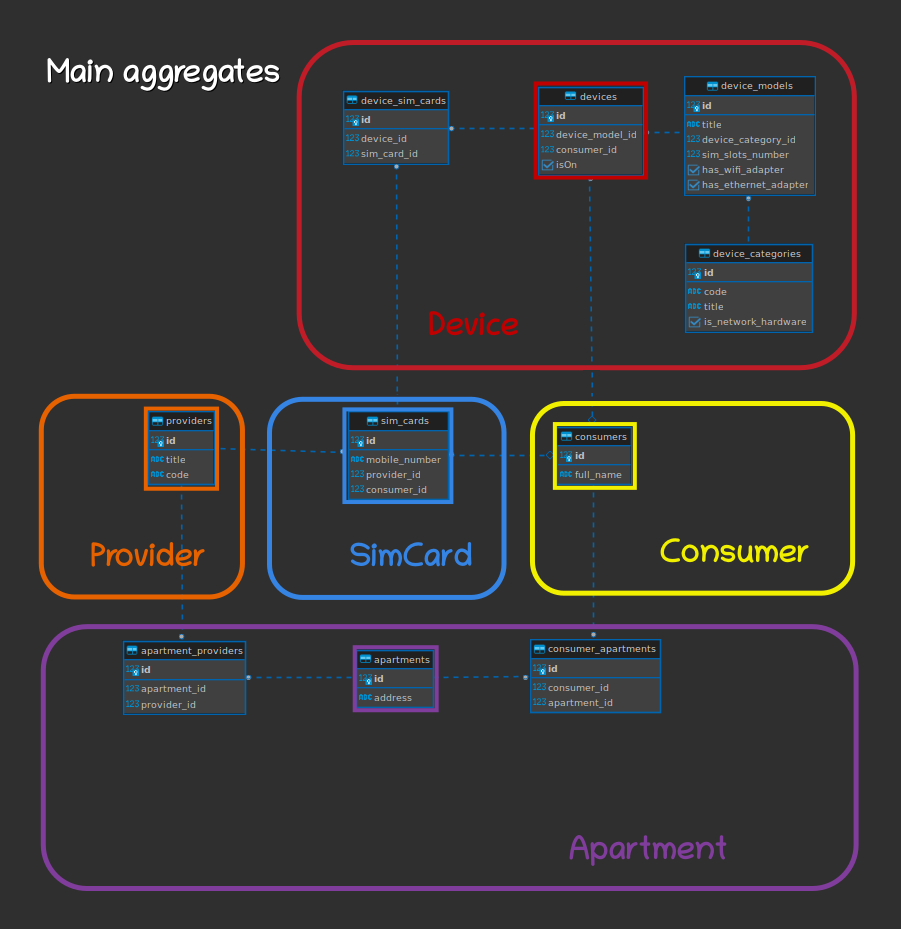 Main aggregates
device_sim_cards
123 id
123 device_id
123 sim_card_id
devices
123 id
123 device_model_id
123 consumer_id
isOn
device_models
123 id
ABC title
123 device_category_id
123 sim_slots_number
has_wifi_adapter
has_ethernet_adapter
device_categories
123 id
ABC code
ABC title
is_network_hardware
Device
providers
123 id
ABC title
ABC code
Provider
sim_cards
123 id
ABC mobile_number
123 provider_id
123 consumer_id
SimCard
consumers
123 id
ABC full_name
Consumer
apartment_providers
123 id
123 apartment_id
123 provider_id
apartments
123 id
ABC address
consumer_apartments
123 id
123 consumer_id
123 apartment_id
Apartment